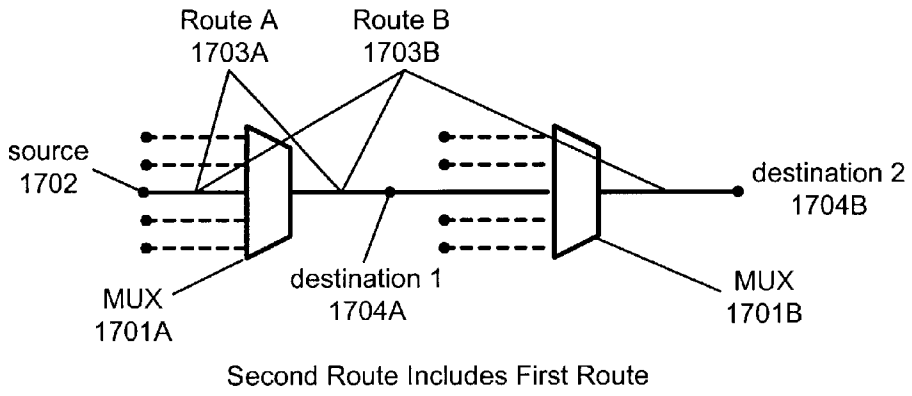 Route A
1703A
Route B
1703B
source
1702
destination 2
1704B
destination 1
1704A
MUX
1701A
MUX
1701B
Second Route Includes First Route